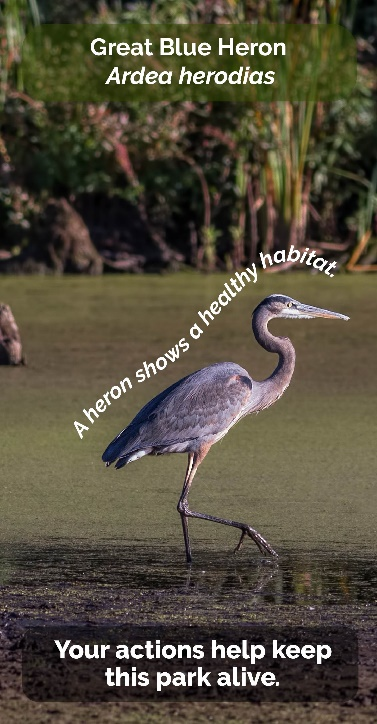 Great Blue Heron
Ardea herodias
A heron shows a healthy habitat.
Your actions help keep
this park alive.